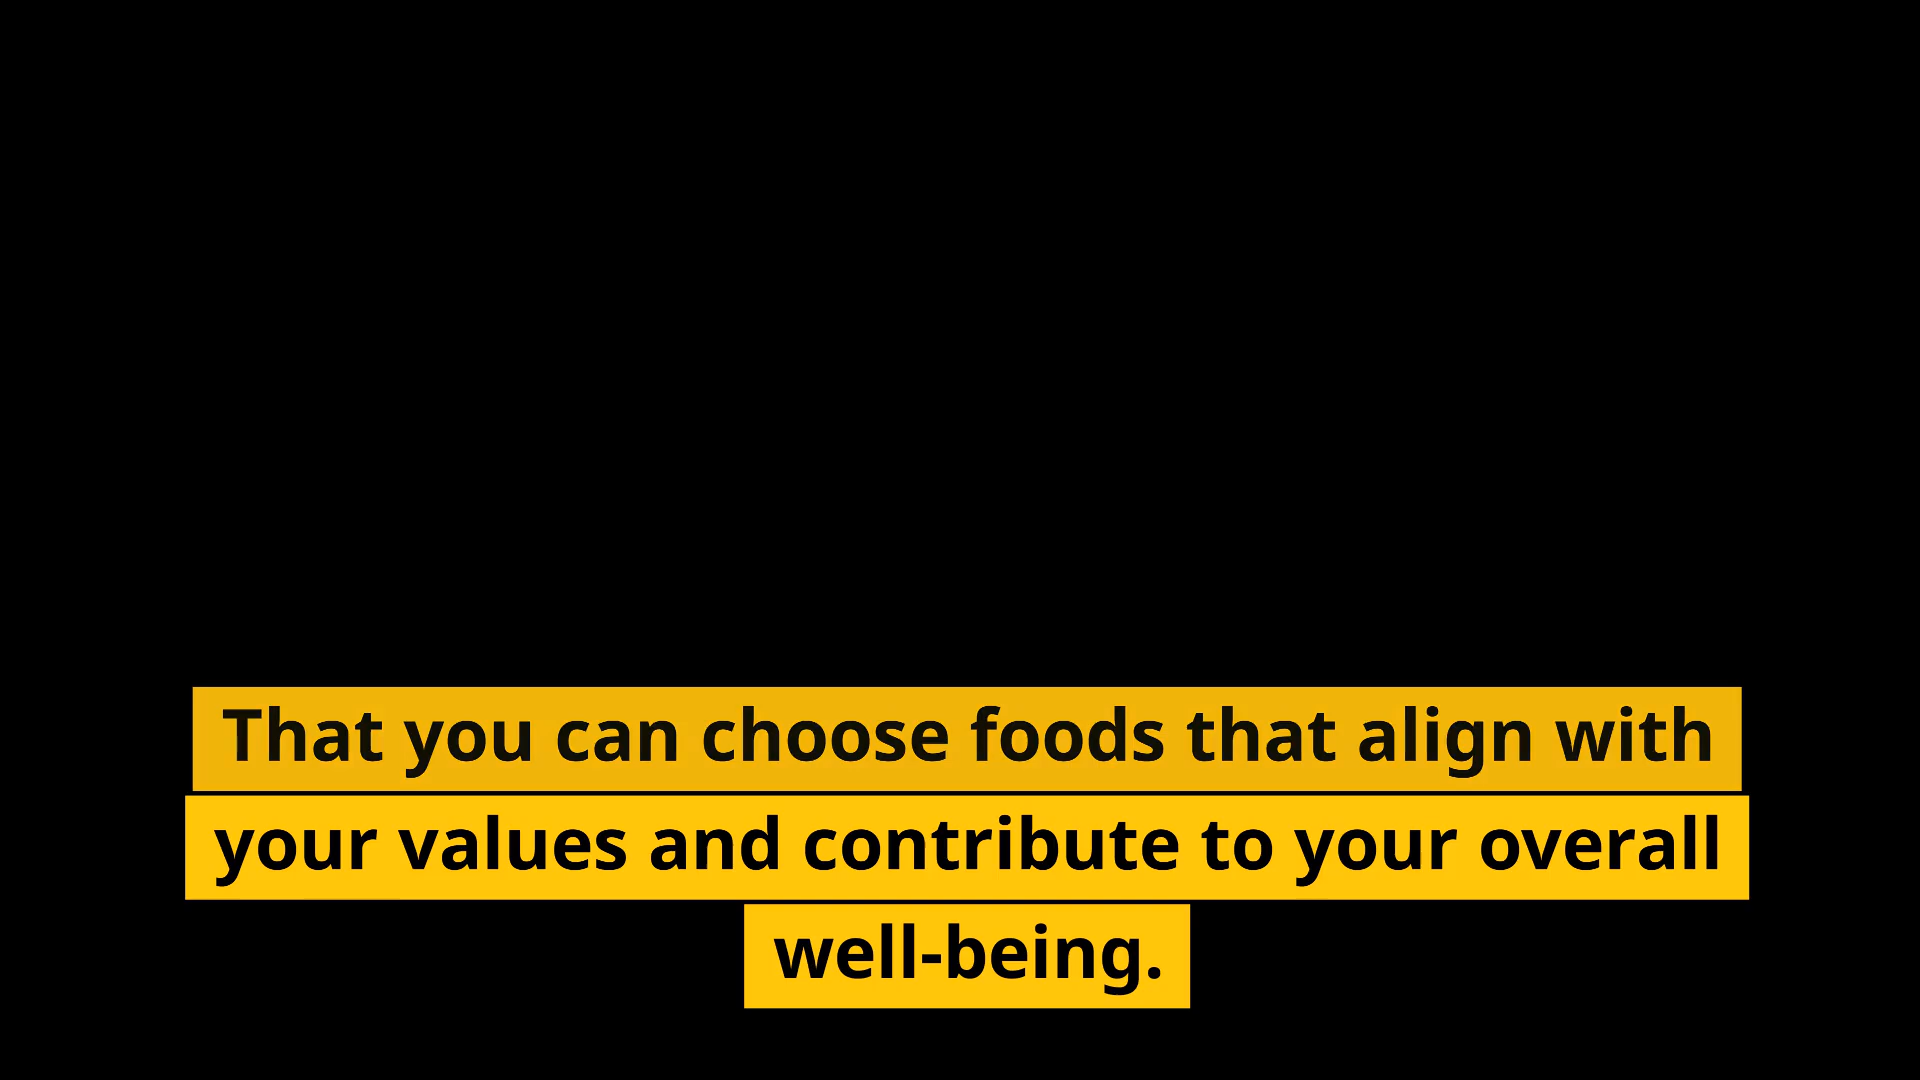 That you can choose foods that align with
your values and contribute to your overall
well-being.